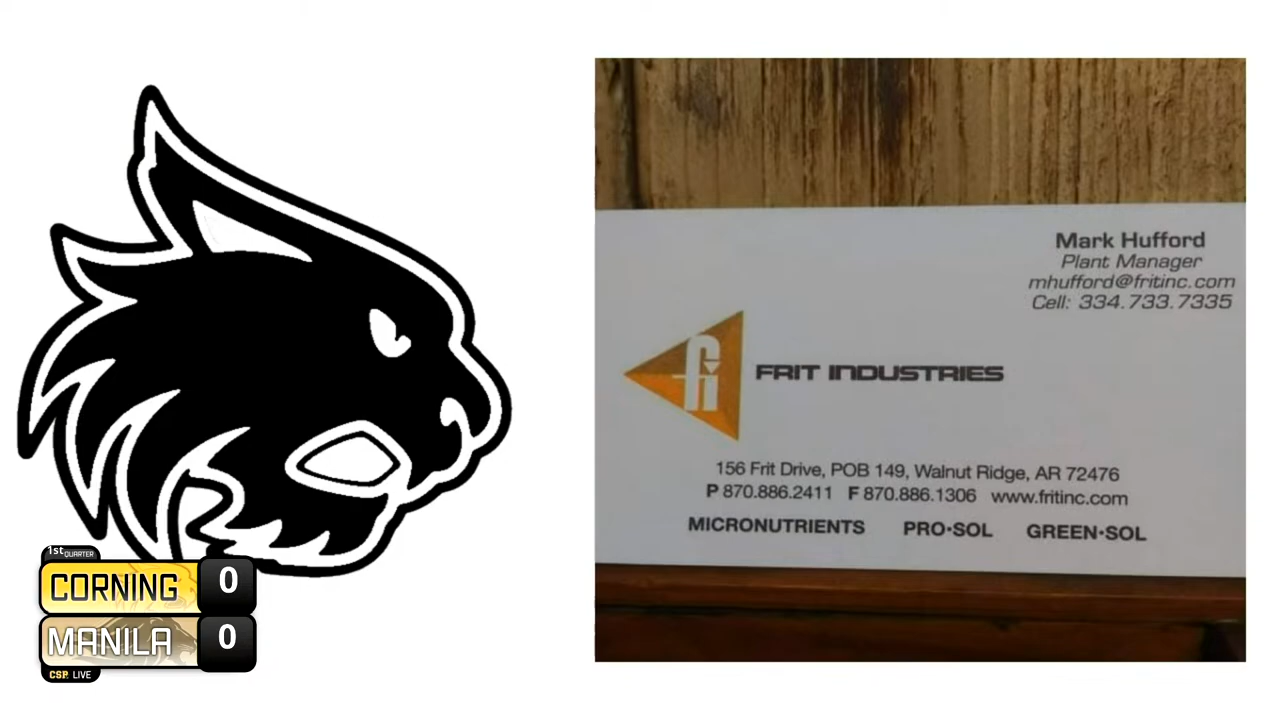 Mark Hufford
Plant Manager
mhufford@fritinc.com
Cell: 334.733.7335
fi
FRIT INDUSTRIES
156 Frit Drive, POB 149, Walnut Ridge, AR 72476
P 870.886.2411 F 870.886.1306 www.fritinc.com
MICRONUTRIENTS PRO•SOL GREEN•SOL
1st QUARTER
CORNING 0
MANILA 0
CSP. LIVE